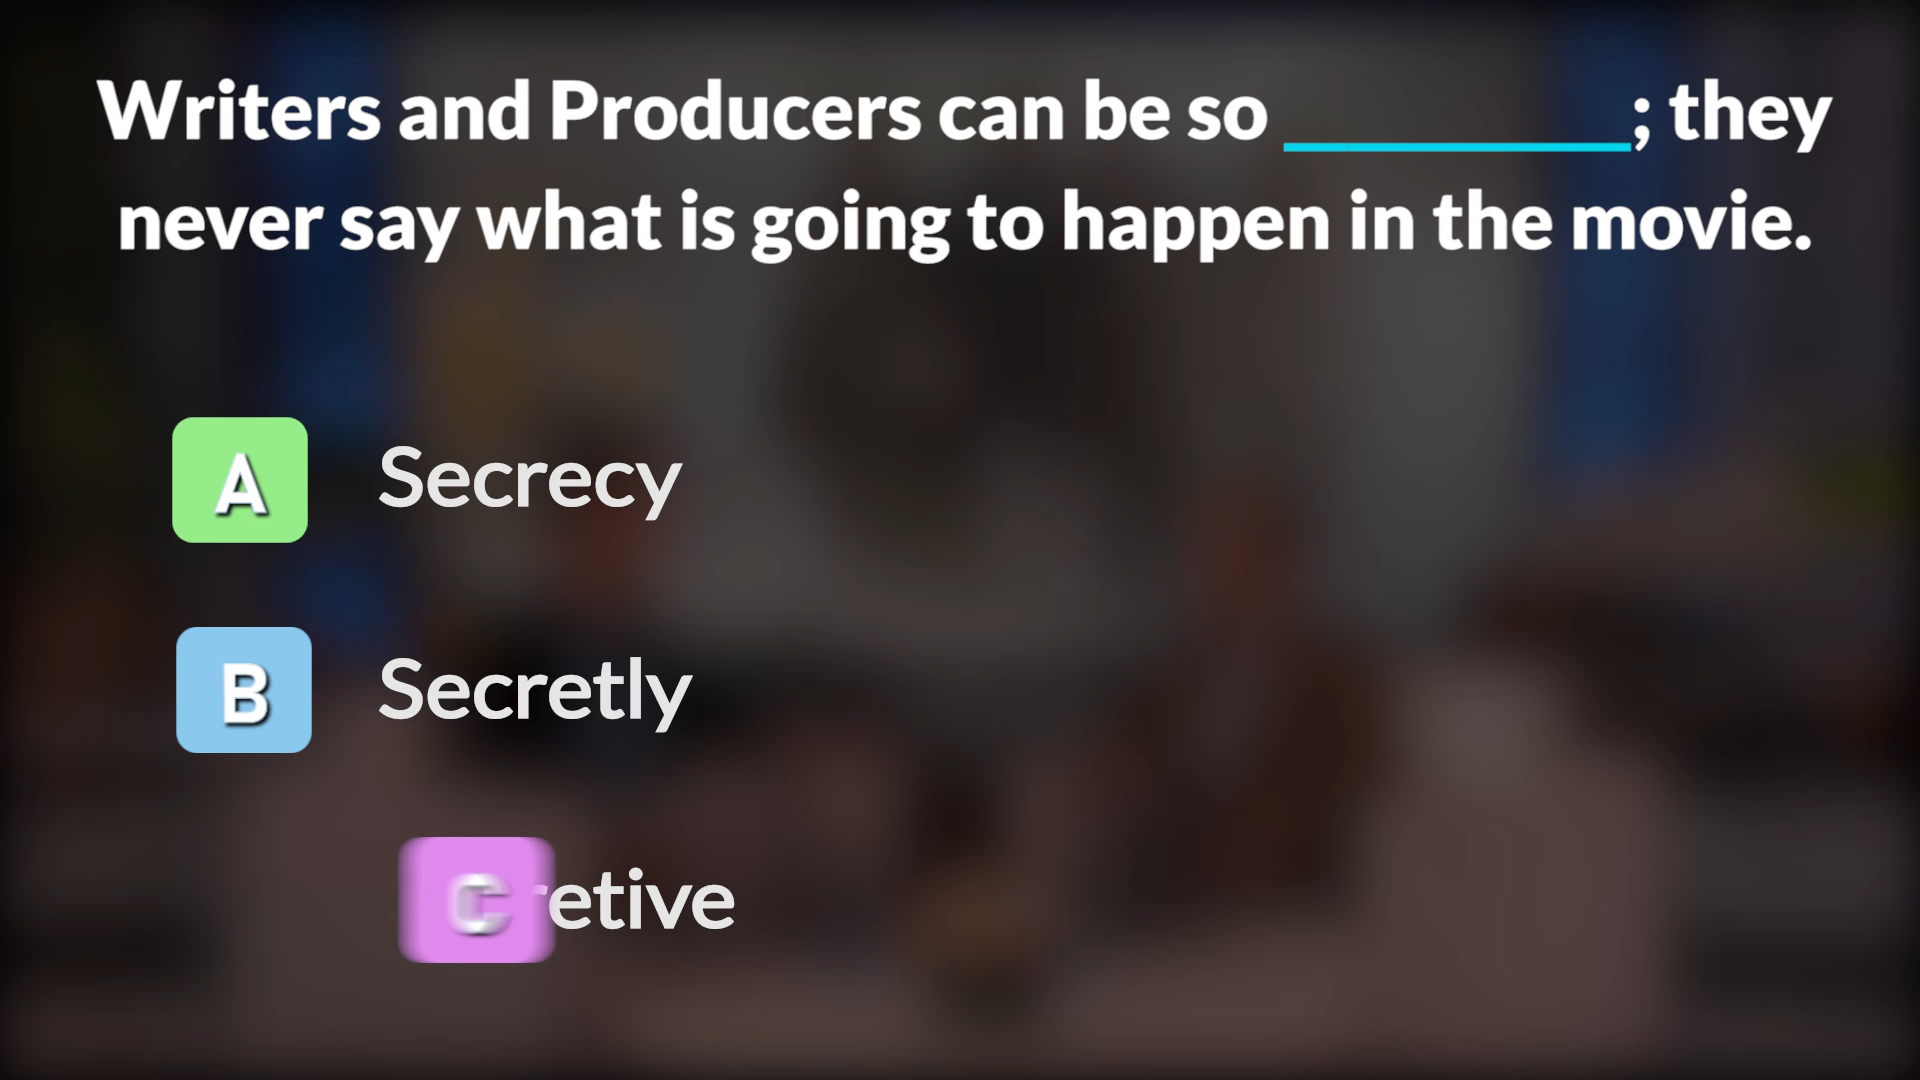 Writers and Producers can be so ; they
never say what is going to happen in the movie.
A Secrecy
B Secretly
C retive